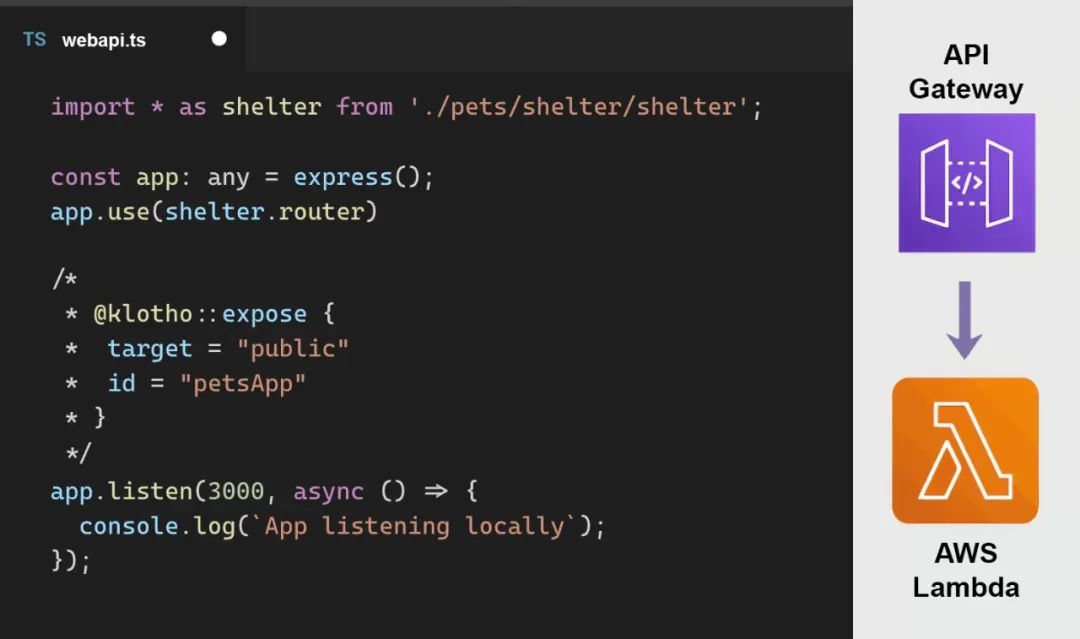 TS webapi.ts
import * as shelter from './pets/shelter/shelter';
const app: any = express();
app.use(shelter.router)
/*
 * @klotho::expose {
 *  target = "public"
 *  id = "petsApp"
 * }
 */
app.listen(3000, async () => {
  console.log(`App listening locally`);
});
API
Gateway
</>
AWS
Lambda